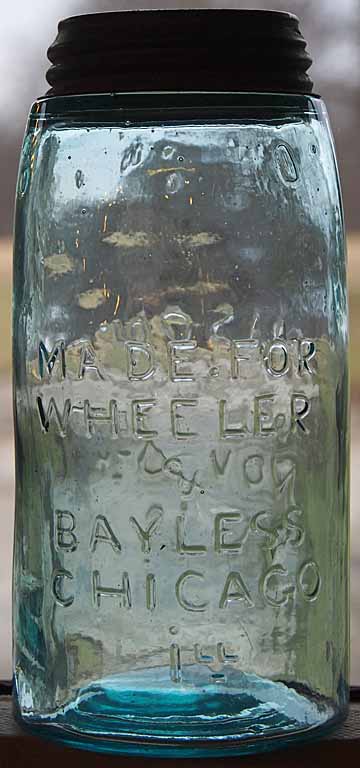 MADE.FOR
WHEELER
&
BAYLESS
CHICAGO
ILL